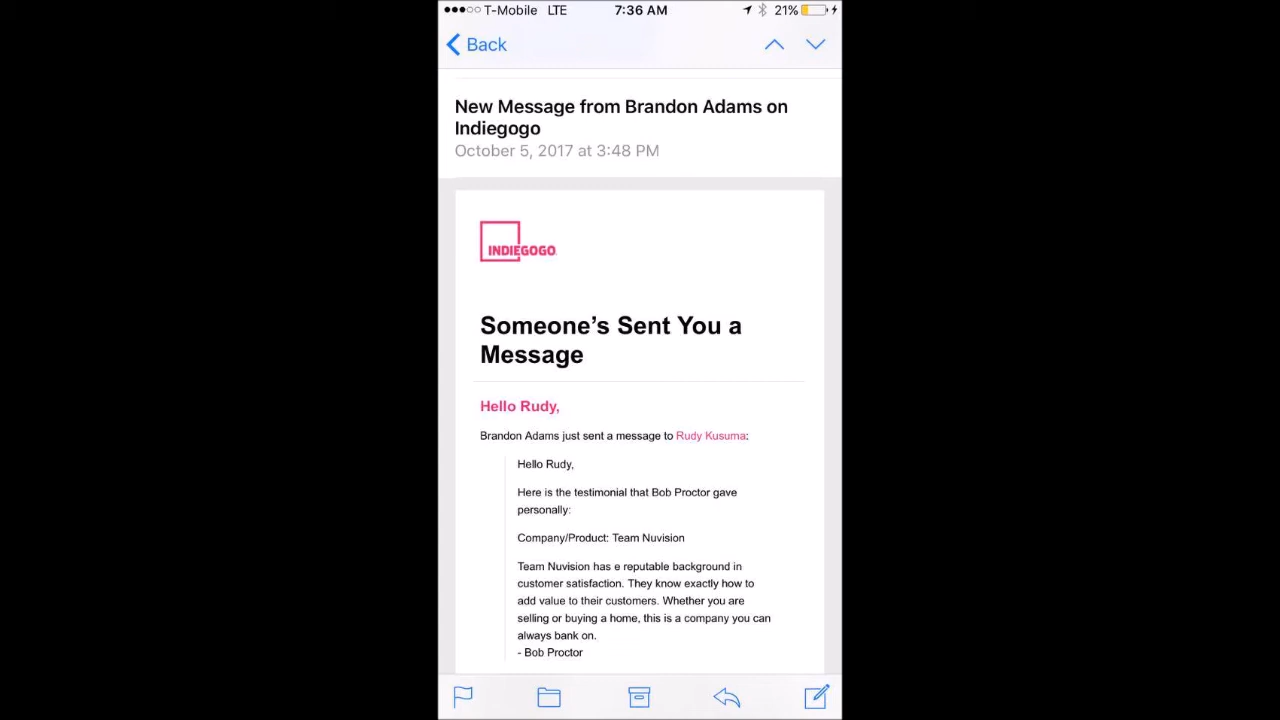 T-Mobile LTE 7:36 AM 21%
Back
New Message from Brandon Adams on
Indiegogo
October 5, 2017 at 3:48 PM
INDIEGOGO
Someone’s Sent You a
Message
Hello Rudy,
Brandon Adams just sent a message to Rudy Kusuma:
Hello Rudy,
Here is the testimonial that Bob Proctor gave
personally:
Company/Product: Team Nuvision
Team Nuvision has e reputable background in
customer satisfaction. They know exactly how to
add value to their customers. Whether you are
selling or buying a home, this is a company you can
always bank on.
- Bob Proctor